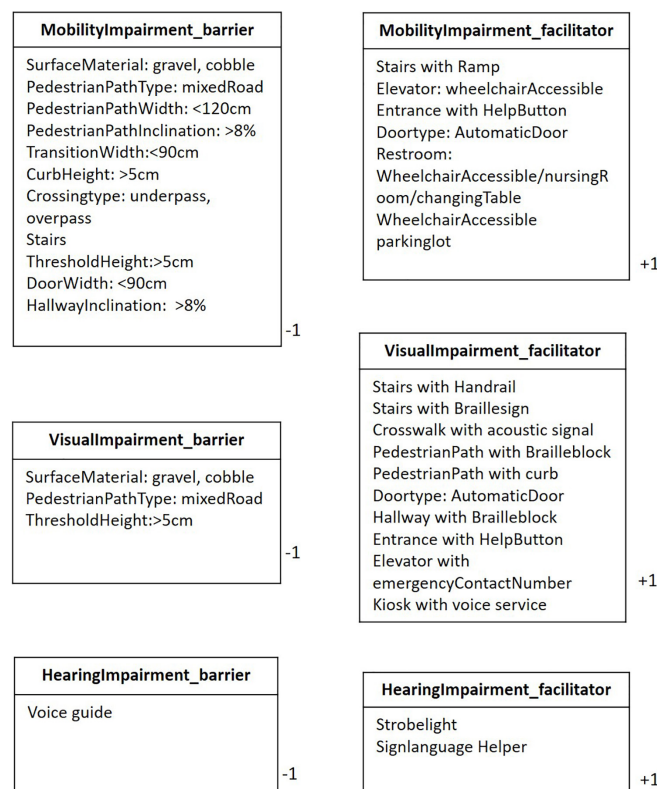 MobilityImpairment_barrier
SurfaceMaterial: gravel, cobble
PedestrianPathType: mixedRoad
PedestrianPathWidth: <120cm
PedestrianPathInclination: >8%
TransitionWidth:<90cm
CurbHeight: >5cm
Crossingtype: underpass,
overpass
Stairs
ThresholdHeight:>5cm
DoorWidth: <90cm
HallwayInclination:  >8%
-1
MobilityImpairment_facilitator
Stairs with Ramp
Elevator: wheelchairAccessible
Entrance with HelpButton
Doortype: AutomaticDoor
Restroom:
WheelchairAccessible/nursingR
oom/changingTable
WheelchairAccessible
parkinglot
+1
VisualImpairment_barrier
SurfaceMaterial: gravel, cobble
PedestrianPathType: mixedRoad
ThresholdHeight:>5cm
-1
VisualImpairment_facilitator
Stairs with Handrail
Stairs with Braillesign
Crosswalk with acoustic signal
PedestrianPath with Brailleblock
PedestrianPath with curb
Doortype: AutomaticDoor
Hallway with Brailleblock
Entrance with HelpButton
Elevator with
emergencyContactNumber
Kiosk with voice service
+1
HearingImpairment_barrier
Voice guide
-1
HearingImpairment_facilitator
Strobelight
Signlanguage Helper
+1